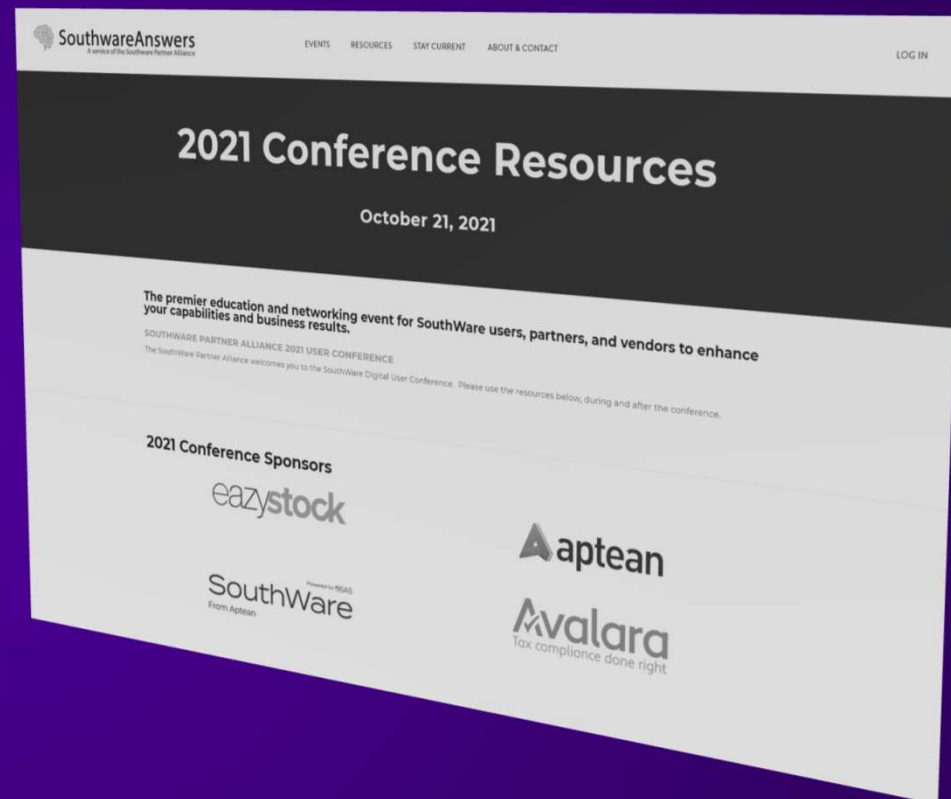 SouthwareAnswers
A service of the Southware Partner Alliance
EVENTS RESOURCES STAY CURRENT ABOUT & CONTACT
LOG IN
2021 Conference Resources
October 21, 2021
The premier education and networking event for SouthWare users, partners, and vendors to enhance
your capabilities and business results.
SOUTHWARE PARTNER ALLIANCE 2021 USER CONFERENCE
The SouthWare Partner Alliance welcomes you to the SouthWare Digital User Conference. Please use the resources below, during and after the conference.
2021 Conference Sponsors
eazystock
aptean
Powered by NSAS
SouthWare
From Aptean
Avalara
Tax compliance done right